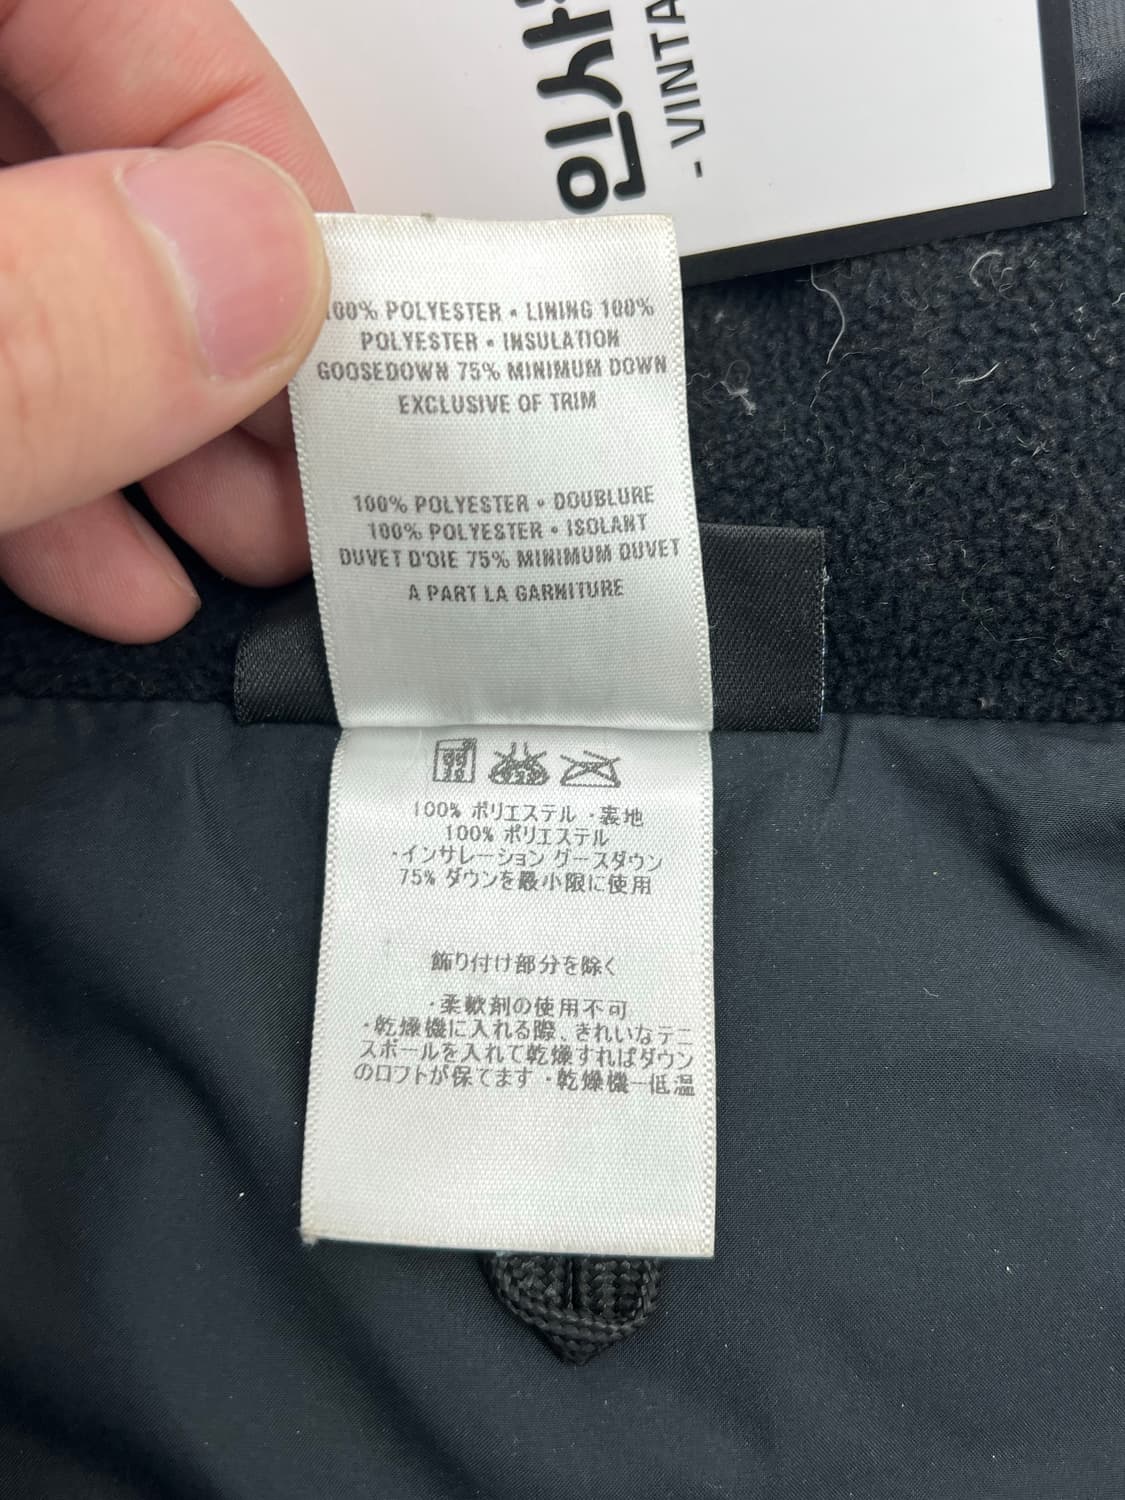 인사
- VINTA
100% POLYESTER • LINING 100%
POLYESTER • INSULATION
GOOSEDOWN 75% MINIMUM DOWN
EXCLUSIVE OF TRIM
100% POLYESTER • DOUBLURE
100% POLYESTER • ISOLANT
DUVET D'OIE 75% MINIMUM DUVET
A PART LA GARNITURE
100% ポリエステル ・裏地
100% ポリエステル
・インサレーション グースダウン
75% ダウンを最小限に使用
飾り付け部分を除く
・柔軟剤の使用不可
・乾燥機に入れる際、きれいなテニ
スボールを入れて乾燥すればダウン
のロフトが保てます ・乾燥機一低温